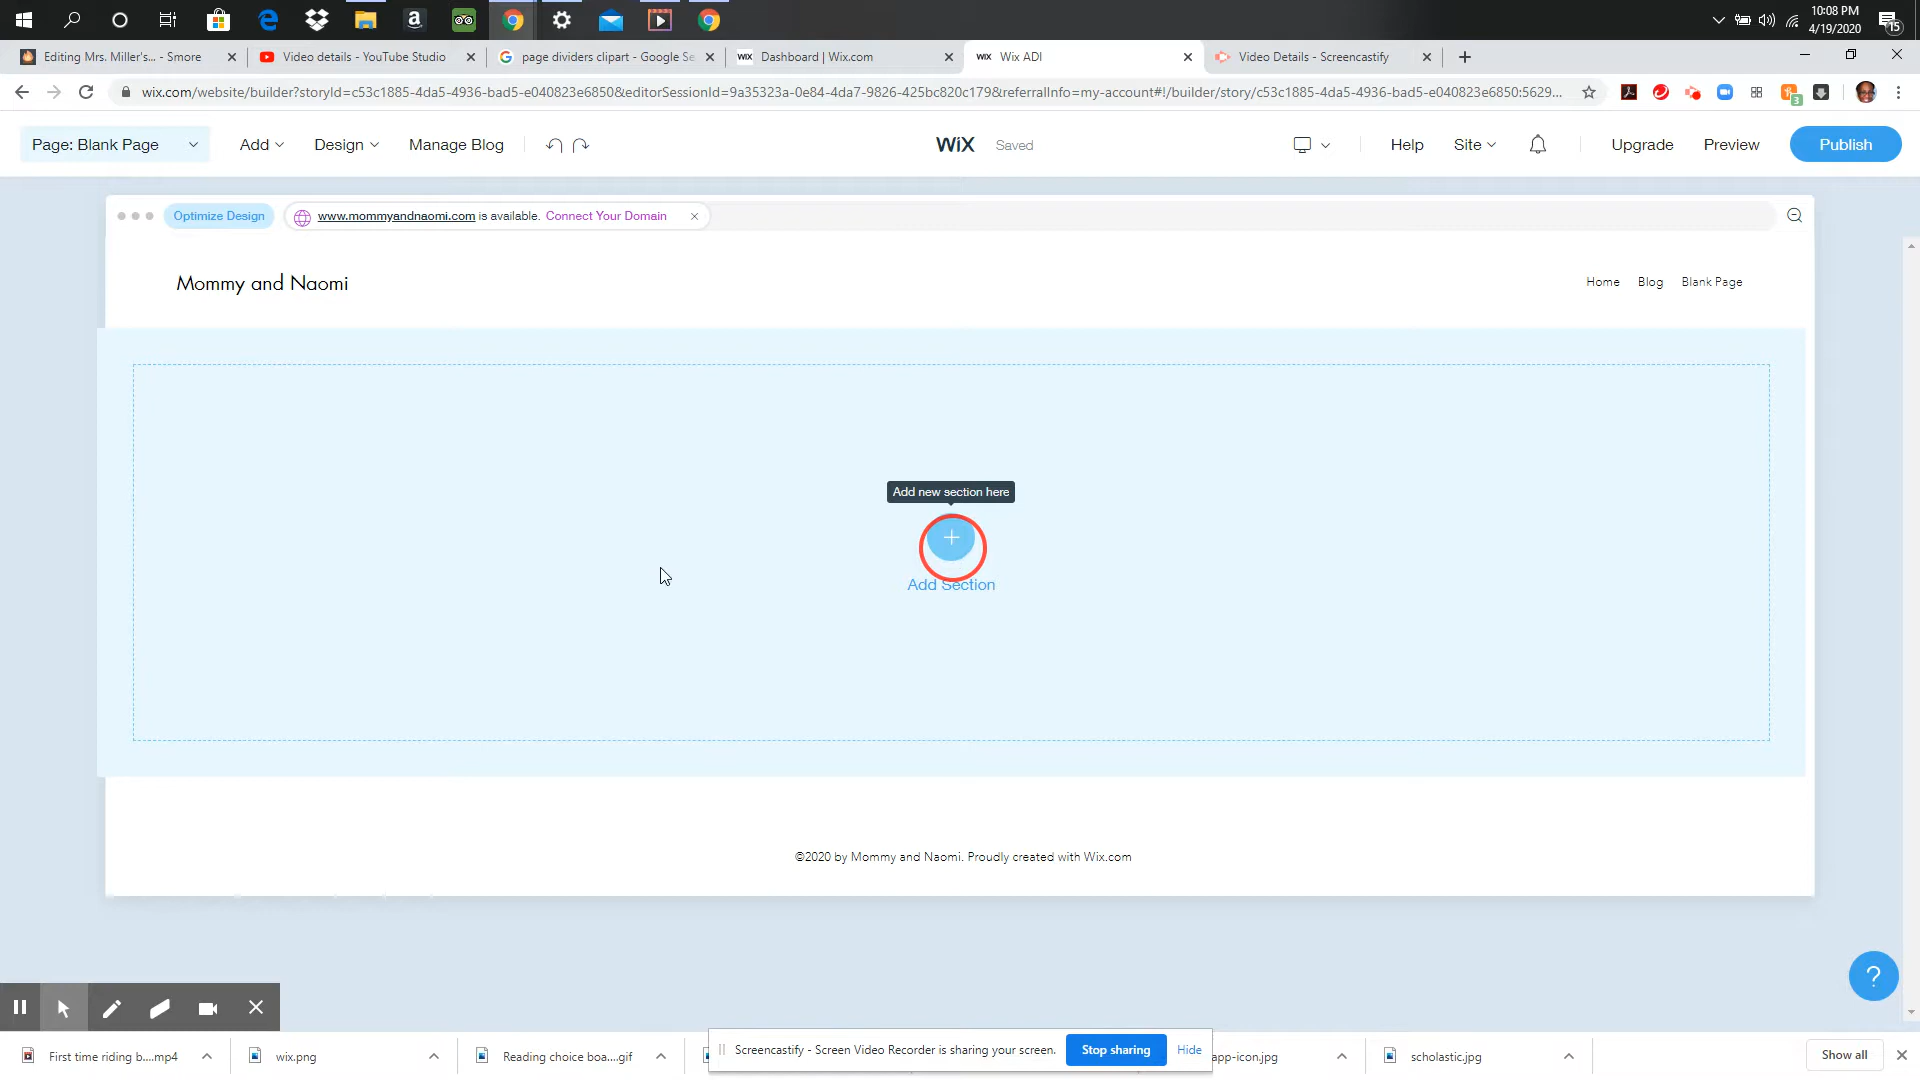 10:08 PM
4/19/2020
15
Editing Mrs. Miller's... - Smore
Video details - YouTube Studio
page dividers clipart - Google Se
WIX Dashboard | Wix.com
WIX Wix ADI
Video Details - Screencastify
wix.com/website/builder?storyId=c53c1885-4da5-4936-bad5-e040823e6850&editorSessionId=9a35323a-0e84-4da7-9826-425bc820c179&referralInfo=my-account#!/builder/story/c53c1885-4da5-4936-bad5-e040823e6850:5629...
3
Page: Blank Page
Add
Design
Manage Blog
WiX
Saved
Help
Site
Upgrade
Preview
Publish
Optimize Design
www.mommyandnaomi.com is available. Connect Your Domain
Mommy and Naomi
Home
Blog
Blank Page
Add new section here
Add Section
©2020 by Mommy and Naomi. Proudly created with Wix.com
?
First time riding b....mp4
wix.png
Reading choice boa....gif
Screencastify - Screen Video Recorder is sharing your screen.
Stop sharing
Hide
app-icon.jpg
scholastic.jpg
Show all